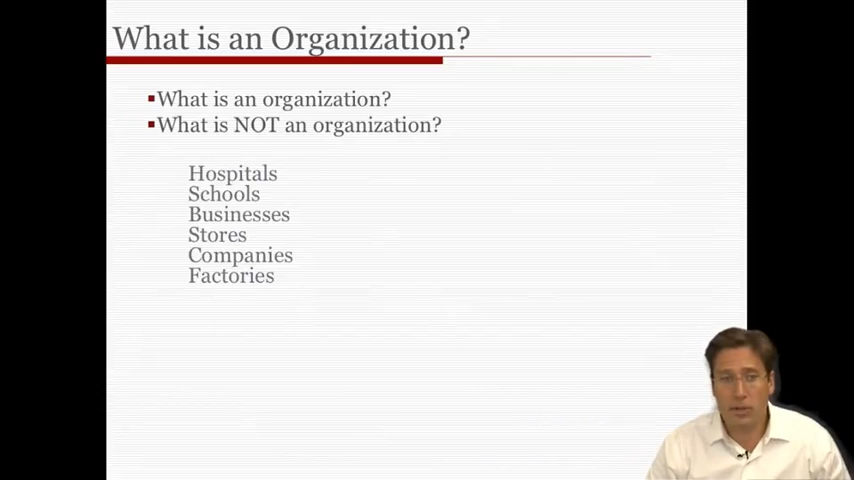 What is an Organization?
▪What is an organization?
▪What is NOT an organization?
Hospitals
Schools
Businesses
Stores
Companies
Factories